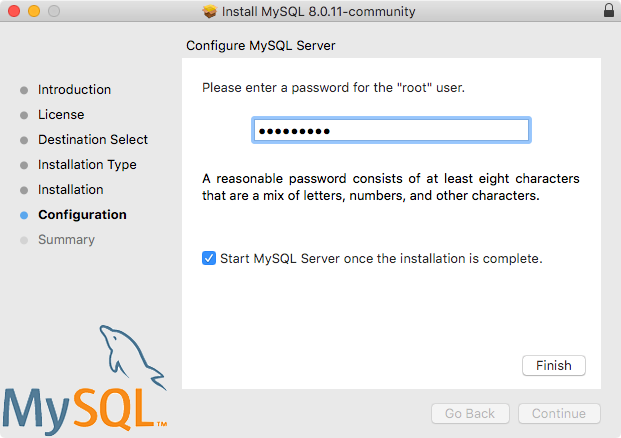 Install MySQL 8.0.11-community
Configure MySQL Server
Introduction
License
Destination Select
Installation Type
Installation
Configuration
Summary
Please enter a password for the "root" user.
•••••••••
A reasonable password consists of at least eight characters
that are a mix of letters, numbers, and other characters.
Start MySQL Server once the installation is complete.
Finish
MySQL™
Go Back
Continue